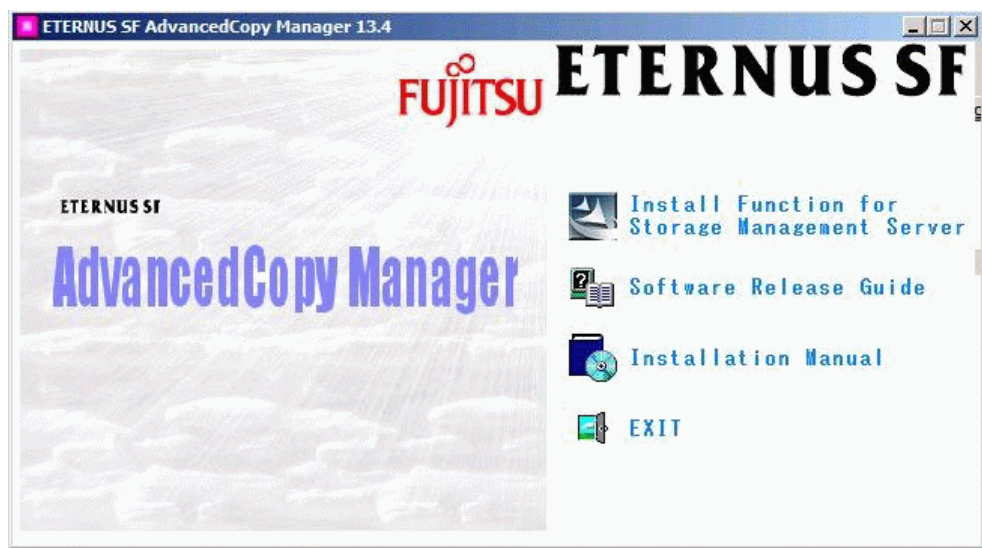 ETERNUS SF AdvancedCopy Manager 13.4
FUJITSU ETERNUS SF
ETERNUS SF
AdvancedCopy Manager
Install Function for
Storage Management Server
Software Release Guide
Installation Manual
EXIT